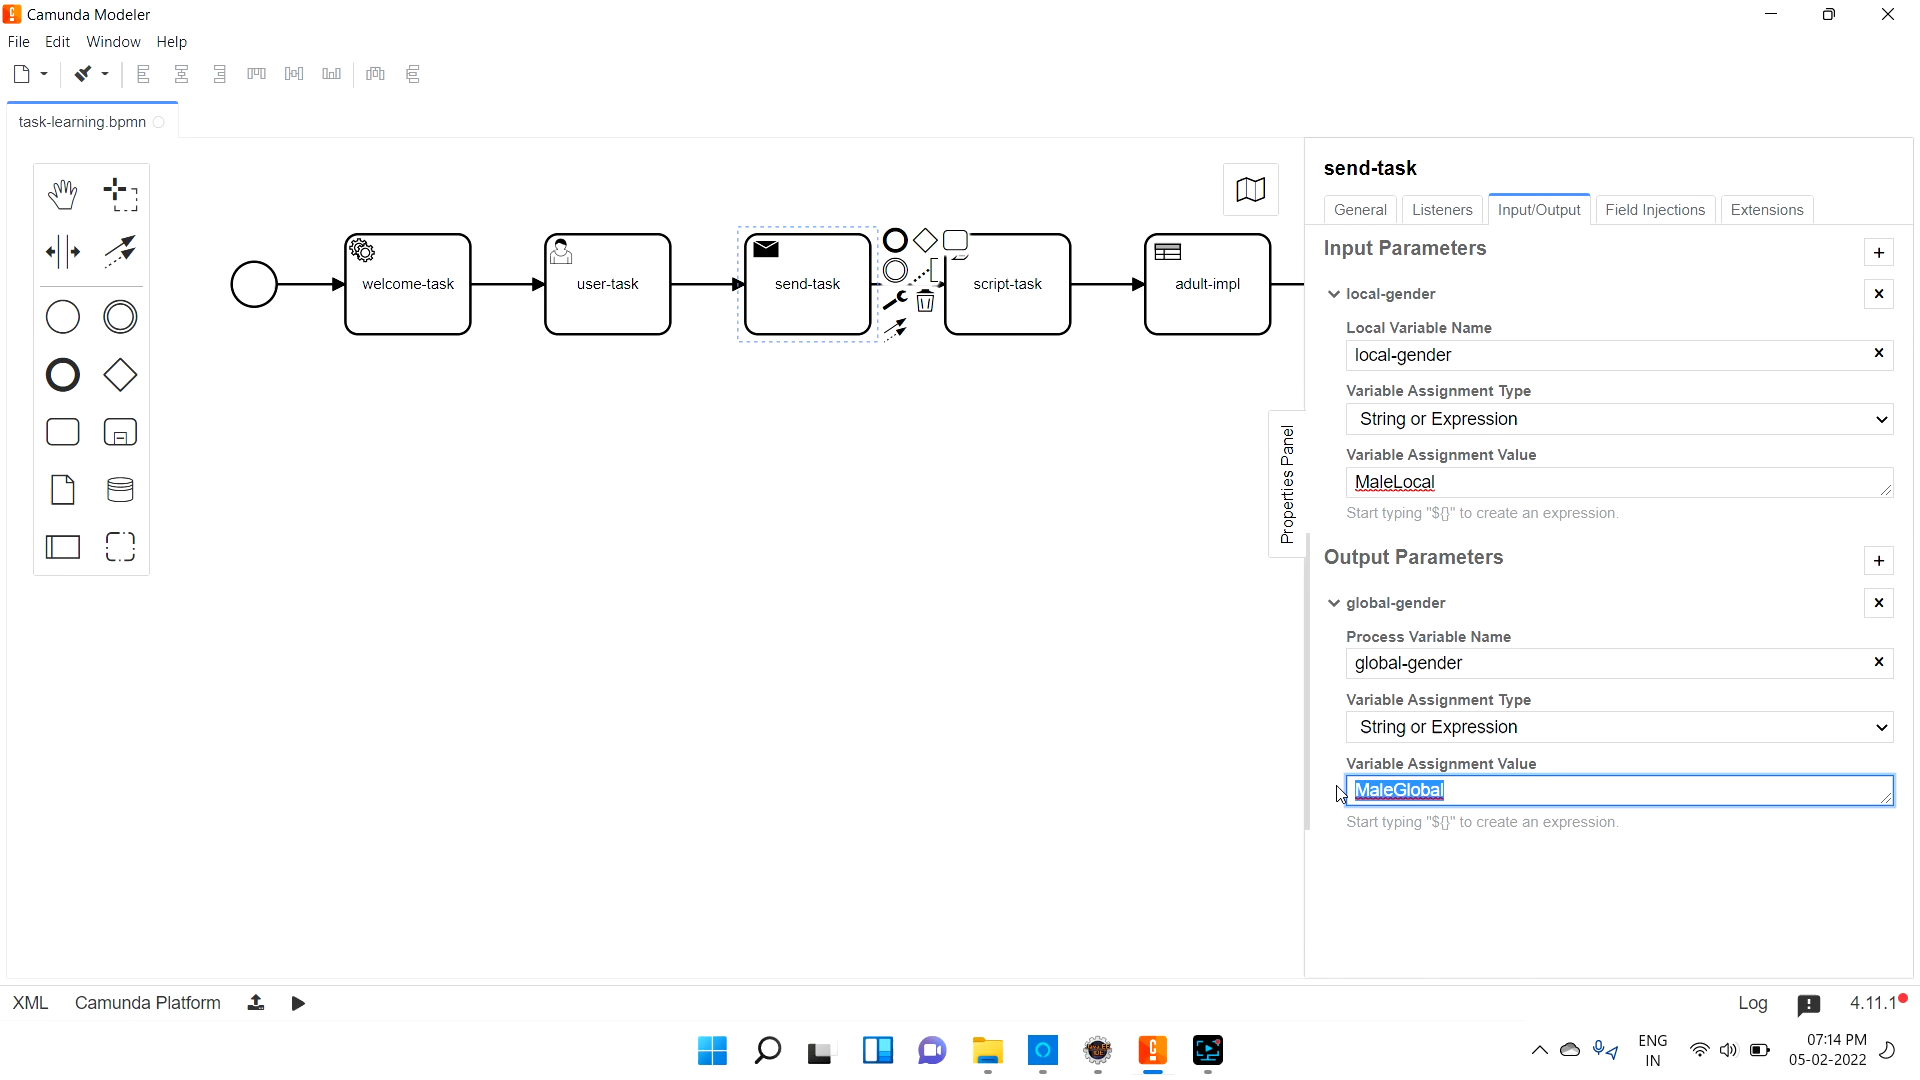 Camunda Modeler
File Edit Window Help
task-learning.bpmn
welcome-task
user-task
send-task
script-task
adult-impl
Properties Panel
send-task
General Listeners Input/Output Field Injections Extensions
Input Parameters
+
local-gender
Local Variable Name
local-gender
Variable Assignment Type
String or Expression
Variable Assignment Value
MaleLocal
Start typing "${}" to create an expression.
Output Parameters
+
global-gender
Process Variable Name
global-gender
Variable Assignment Type
String or Expression
Variable Assignment Value
MaleGlobal
Start typing "${}" to create an expression.
XML Camunda Platform Log 4.11.1
ENG
IN
07:14 PM
05-02-2022